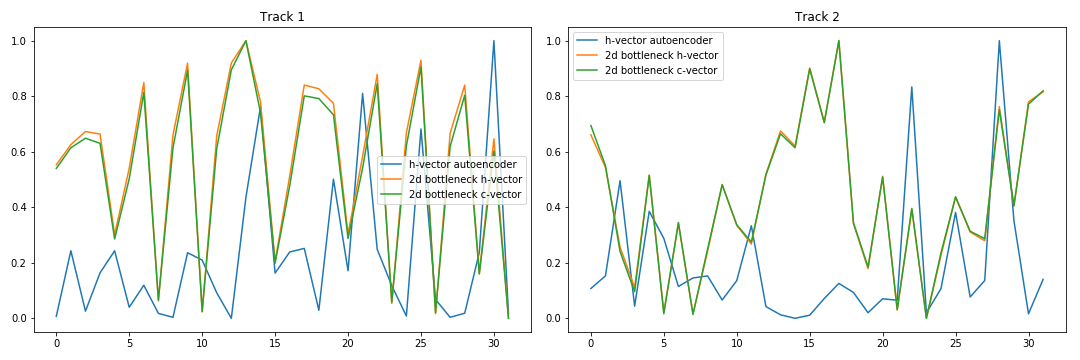 Track 1
1.0
0.8
0.6
0.4
0.2
0.0
h-vector autoencoder
2d bottleneck h-vector
2d bottleneck c-vector
0 5 10 15 20 25 30
Track 2
1.0
0.8
0.6
0.4
0.2
0.0
h-vector autoencoder
2d bottleneck h-vector
2d bottleneck c-vector
0 5 10 15 20 25 30